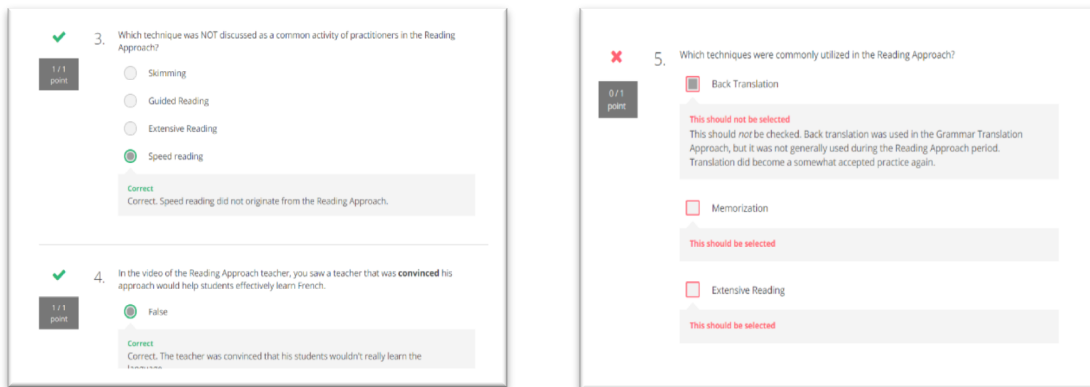 3. Which technique was NOT discussed as a common activity of practitioners in the Reading
Approach?
1 / 1
point
Skimming
Guided Reading
Extensive Reading
Speed reading
Correct
Correct. Speed reading did not originate from the Reading Approach.
4. In the video of the Reading Approach teacher, you saw a teacher that was convinced his
approach would help students effectively learn French.
1 / 1
point
False
Correct
Correct. The teacher was convinced that his students wouldn't really learn the
language
5. Which techniques were commonly utilized in the Reading Approach?
0 / 1
point
Back Translation
This should not be selected
This should not be checked. Back translation was used in the Grammar Translation
Approach, but it was not generally used during the Reading Approach period.
Translation did become a somewhat accepted practice again.
Memorization
This should be selected
Extensive Reading
This should be selected